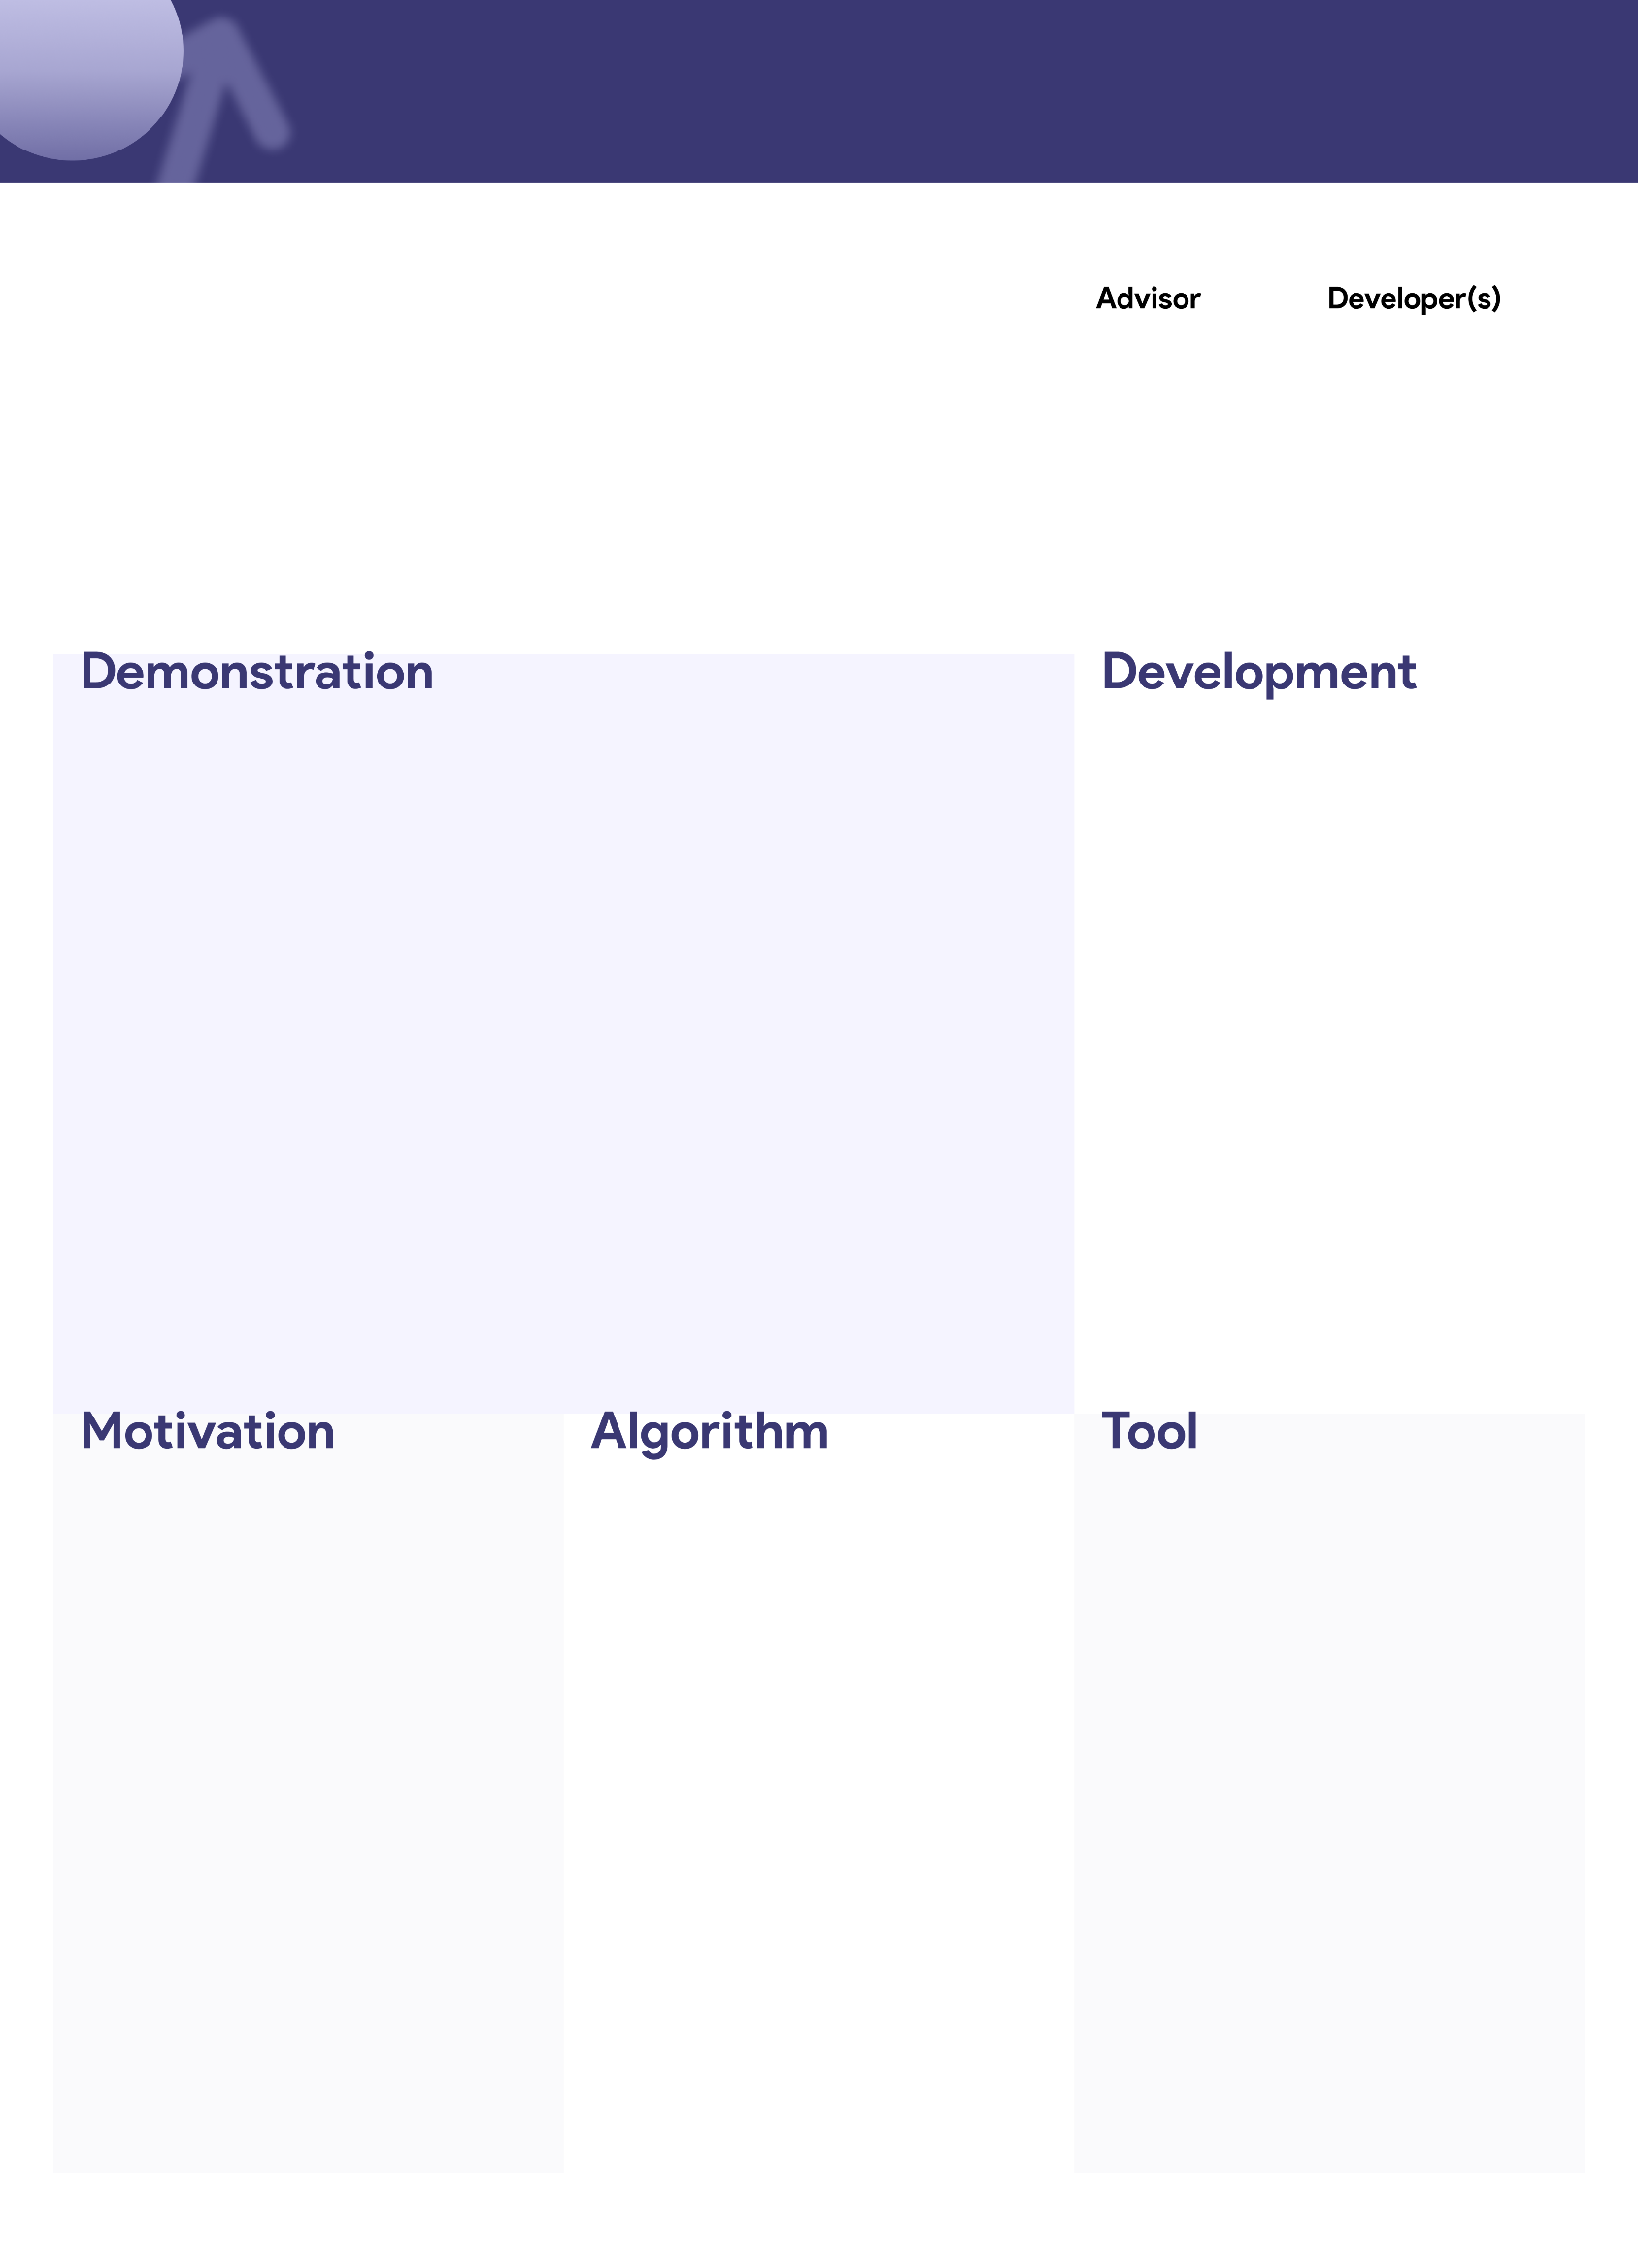 Advisor Developer(s)
Demonstration Development
Motivation Algorithm Tool